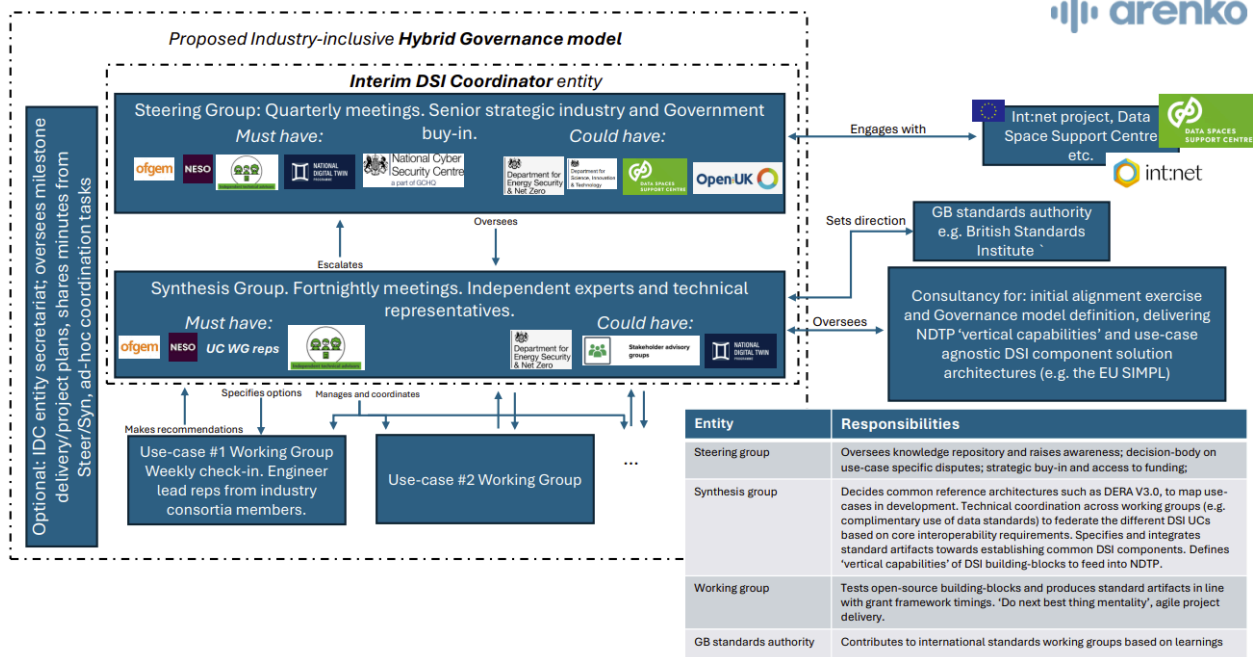 arenko
Proposed Industry-inclusive Hybrid Governance model
Interim DSI Coordinator entity
Optional: IDC entity secretariat; oversees milestone
delivery/project plans, shares minutes from
Steer/Syn, ad-hoc coordination tasks
Steering Group: Quarterly meetings. Senior strategic industry and Government
buy-in.
Must have:
Could have:
ofgem
NESO
Independent technical advisors
NATIONAL
DIGITAL TWIN
PROGRAMME
National Cyber
Security Centre
a part of GCHQ
Department for
Energy Security
& Net Zero
Department for
Science, Innovation
& Technology
DATA SPACES
SUPPORT CENTRE
Open:UK
Engages with
Int:net project, Data
Space Support Centre
etc.
DATA SPACES
SUPPORT CENTRE
int:net
Escalates
Oversees
Sets direction
GB standards authority
e.g. British Standards
Institute `
Synthesis Group. Fortnightly meetings. Independent experts and technical
representatives.
Must have:
Could have:
ofgem
NESO
UC WG reps
Independent technical advisors
Department for
Energy Security
& Net Zero
Stakeholder advisory
groups
NATIONAL
DIGITAL TWIN
PROGRAMME
Oversees
Consultancy for: initial alignment exercise
and Governance model definition, delivering
NDTP ‘vertical capabilities’ and use-case
agnostic DSI component solution
architectures (e.g. the EU SIMPL)
Makes recommendations
Specifies options
Manages and coordinates
Use-case #1 Working Group
Weekly check-in. Engineer
lead reps from industry
consortia members.
Use-case #2 Working Group
...
Entity Responsibilities
Steering group Oversees knowledge repository and raises awareness; decision-body on
use-case specific disputes; strategic buy-in and access to funding;
Synthesis group Decides common reference architectures such as DERA V3.0, to map use-
cases in development. Technical coordination across working groups (e.g.
complimentary use of data standards) to federate the different DSI UCs
based on core interoperability requirements. Specifies and integrates
standard artifacts towards establishing common DSI components. Defines
‘vertical capabilities’ of DSI building-blocks to feed into NDTP.
Working group Tests open-source building-blocks and produces standard artifacts in line
with grant framework timings. ‘Do next best thing mentality’, agile project
delivery.
GB standards authority Contributes to international standards working groups based on learnings